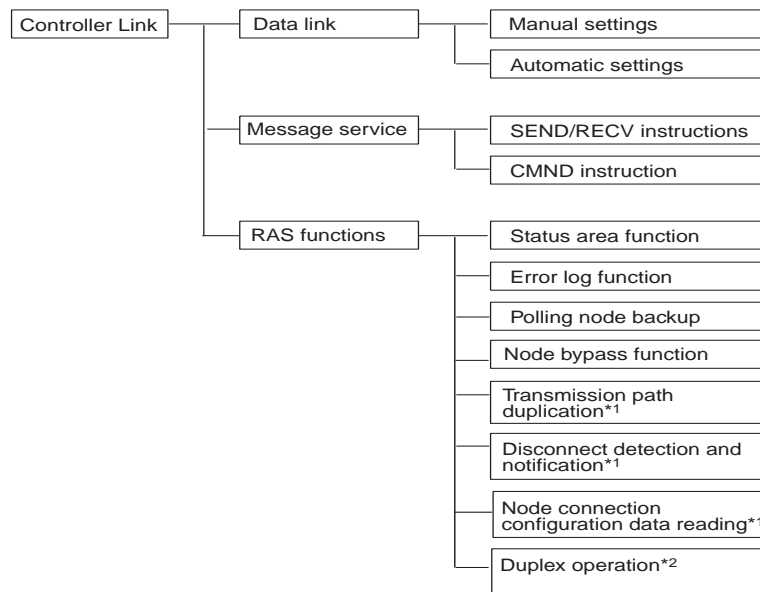 Controller Link
Data link
Manual settings
Automatic settings
Message service
SEND/RECV instructions
CMND instruction
RAS functions
Status area function
Error log function
Polling node backup
Node bypass function
Transmission path
duplication*1
Disconnect detection and
notification*1
Node connection
configuration data reading*1
Duplex operation*2